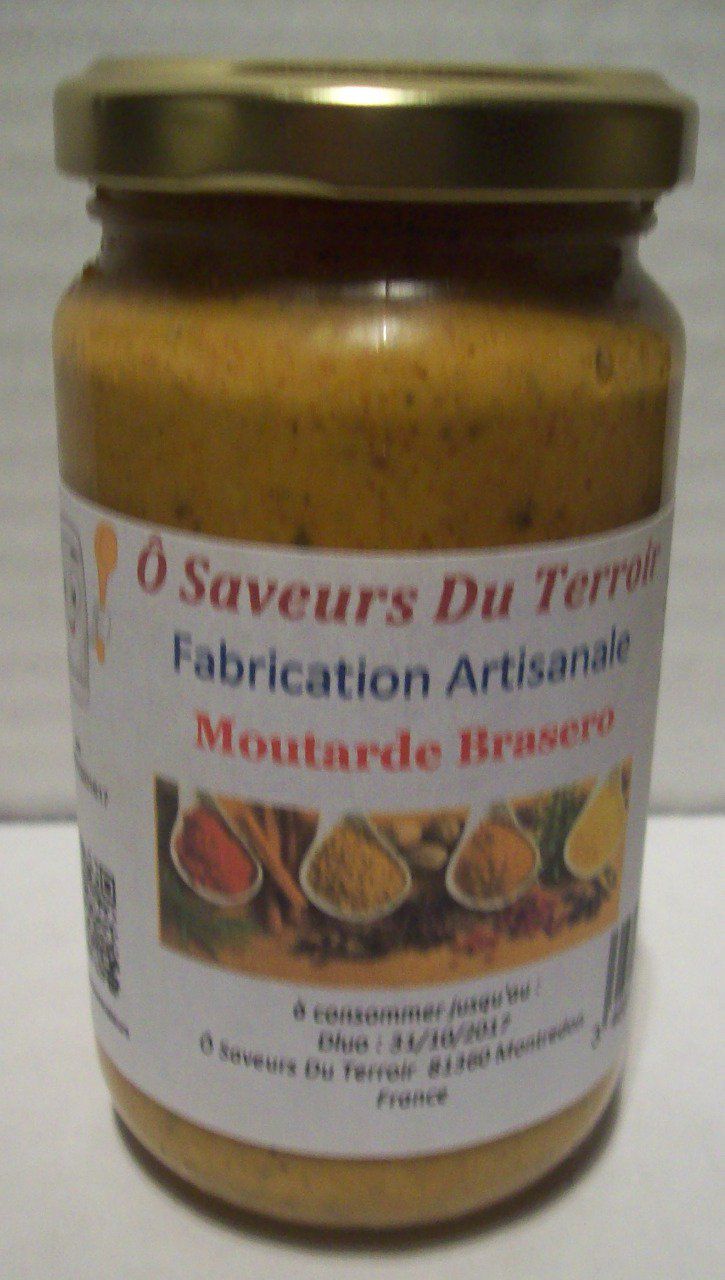 Ô Saveurs Du Terroir
Fabrication Artisanale
Moutarde Brasero
à consommer jusqu'au :
Dluo : 31/10/2017
Ô Saveurs Du Terroir 81360 Montredon
France